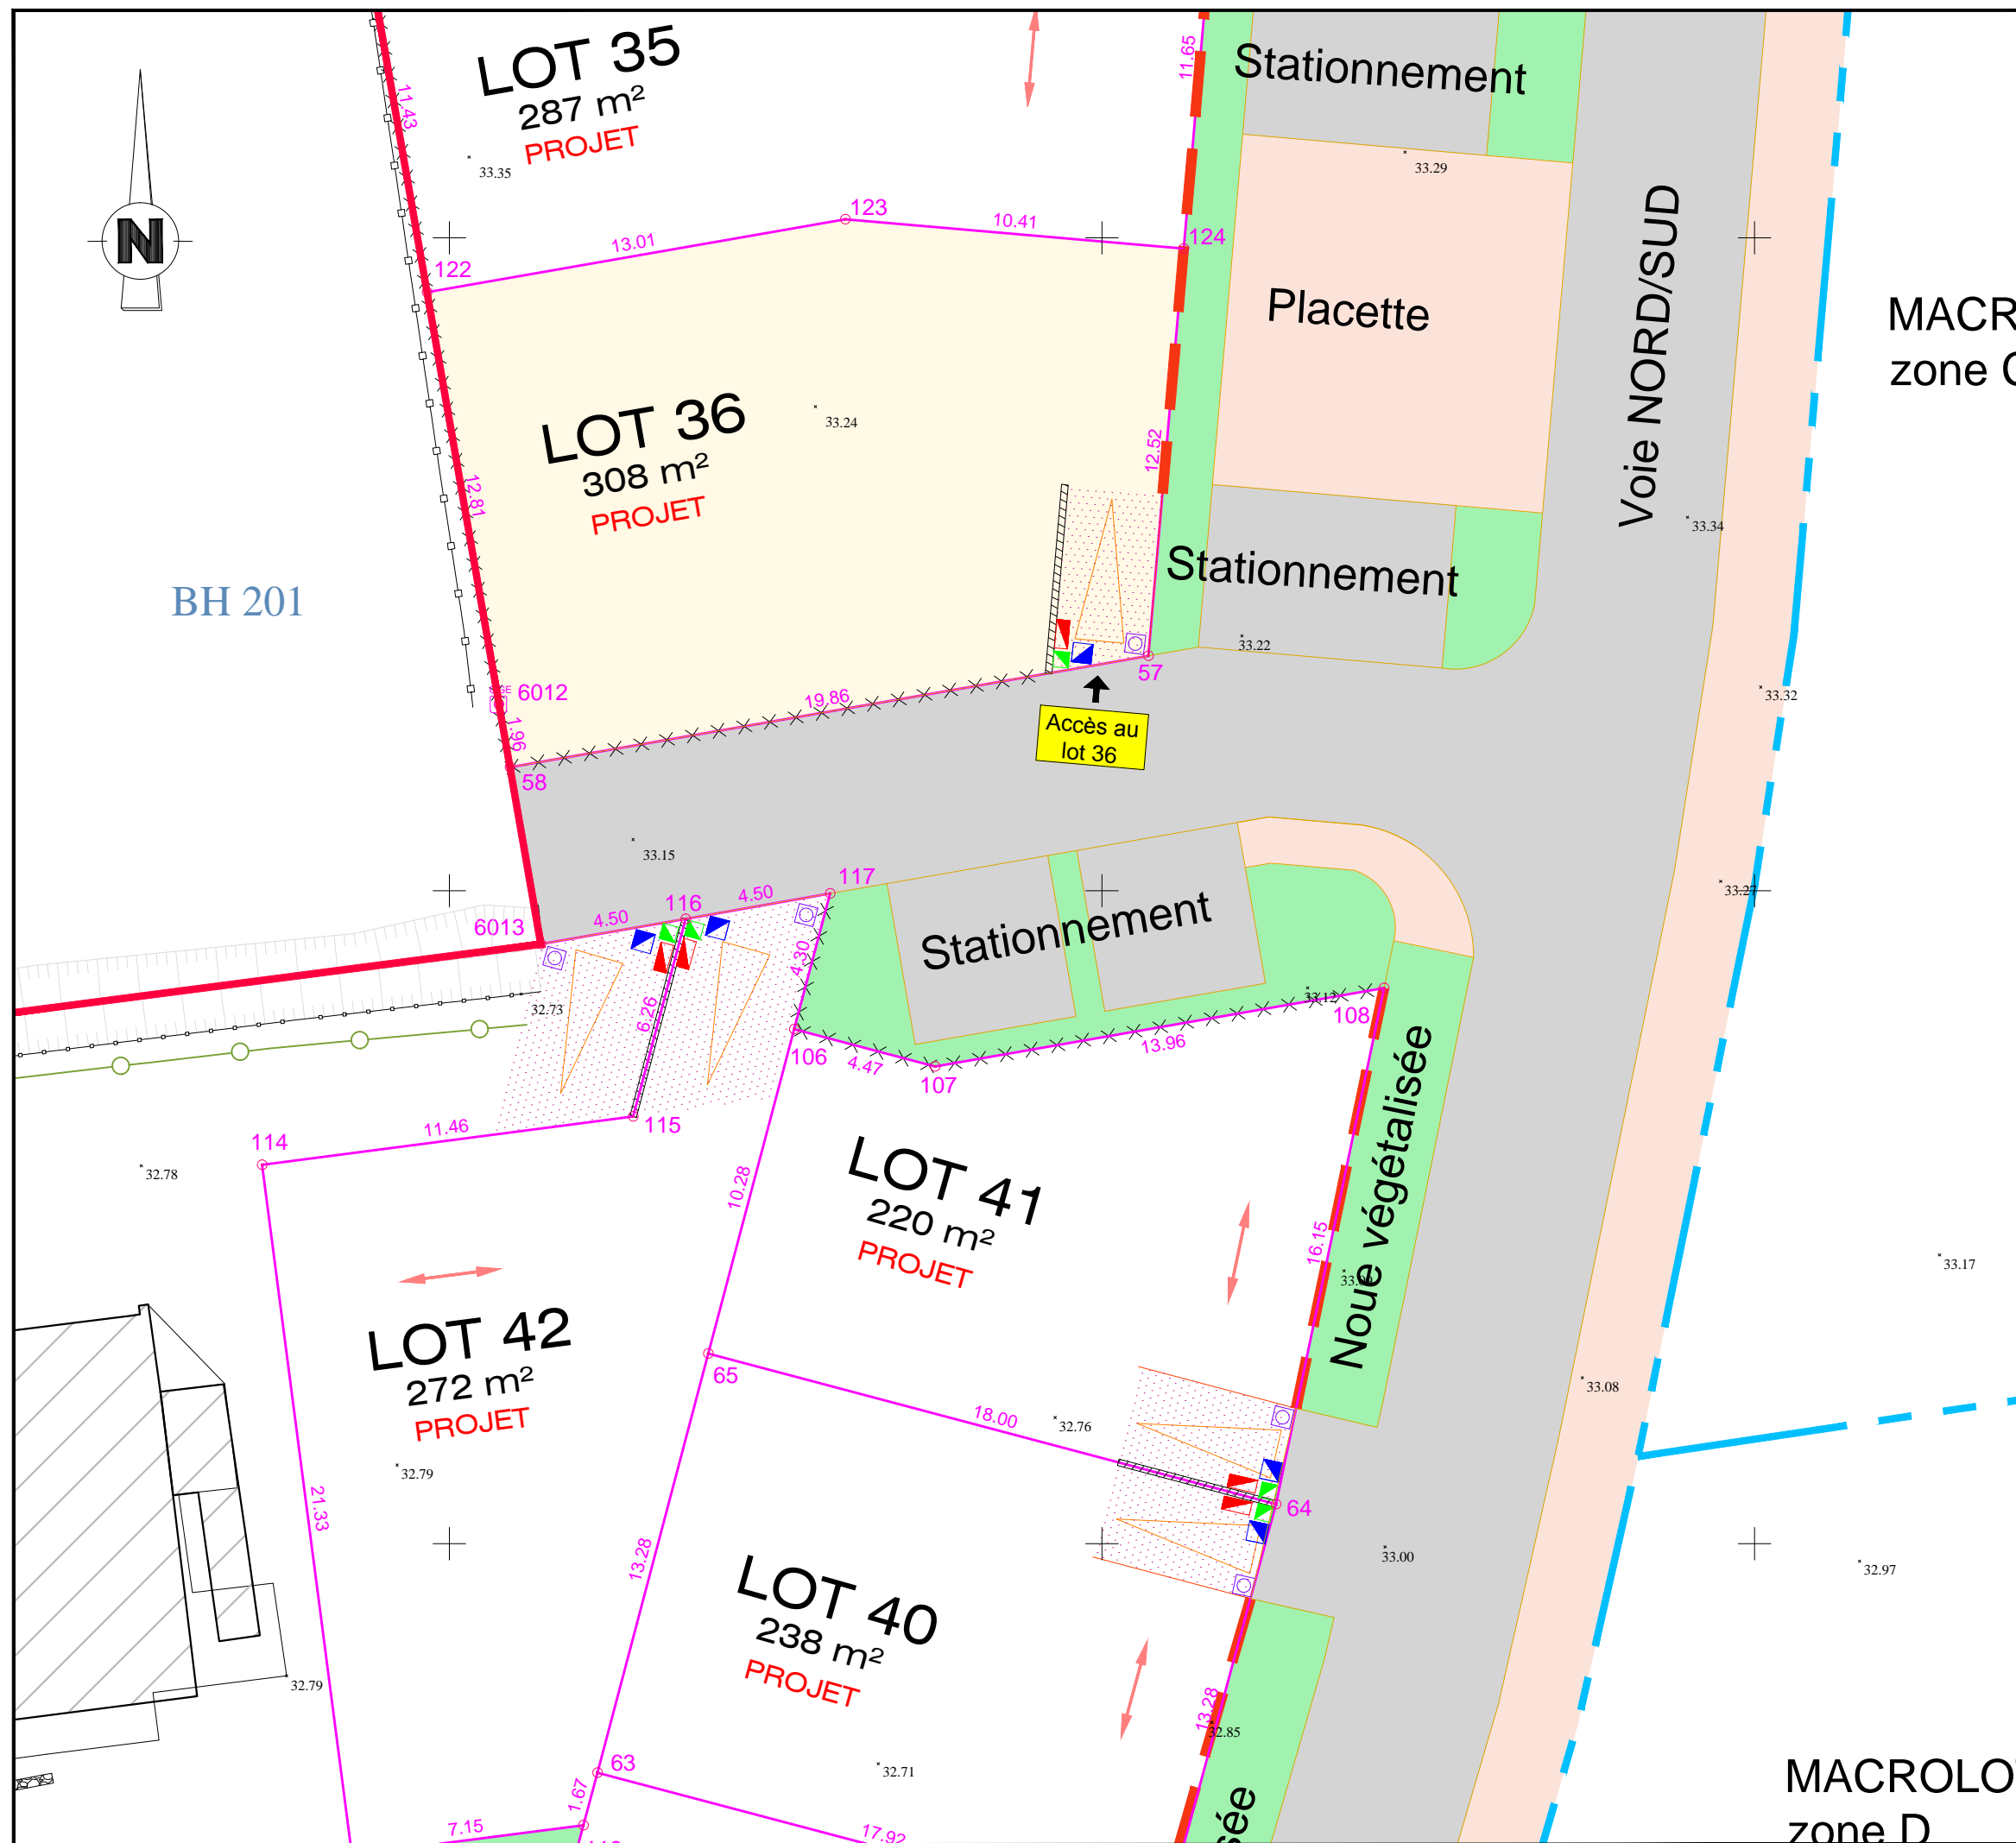 LOT 35
287 m²
PROJET
11.43
11.65
33.35
Stationnement
33.29
N
122
13.01
123
10.41
124
Placette
Voie NORD/SUD
MACR
zone
LOT 36
308 m²
PROJET
33.24
12.81
12.52
33.34
BH 201
Stationnement
33.22
57
33.32
6012
1.96
58
19.86
Accès au
lot 36
33.15
33.27
6013
4.50
116
4.50
117
Stationnement
32.73
6.26
4.30
106
4.47
107
13.96
33.12
108
114
11.46
115
32.78
LOT 41
220 m²
PROJET
10.28
16.15
Noue végétalisée
33.17
LOT 42
272 m²
PROJET
65
18.00
32.76
33.08
32.79
21.33
64
33.00
32.97
13.28
LOT 40
238 m²
PROJET
32.79
13.28
32.85
63
32.71
1.67
7.15
17.92
sée
MACROLO
zone D